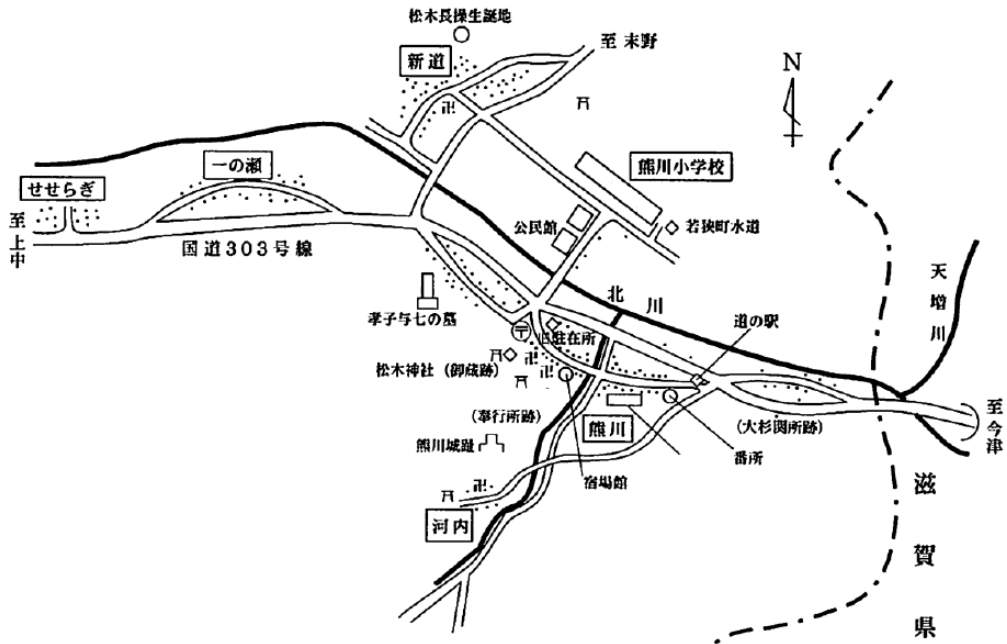 松木長操生誕地
至末野
新道
N
熊川小学校
一の瀬
せせらぎ
至上中
国道303号線
公民館
若狭町水道
天増川
北川
孝子与七の墓
道の駅
旧駐在所
松木神社(御蔵跡)
(奉行所跡)
熊川
(大杉関所跡)
至今津
熊川城趾
番所
宿場館
河内
滋賀県